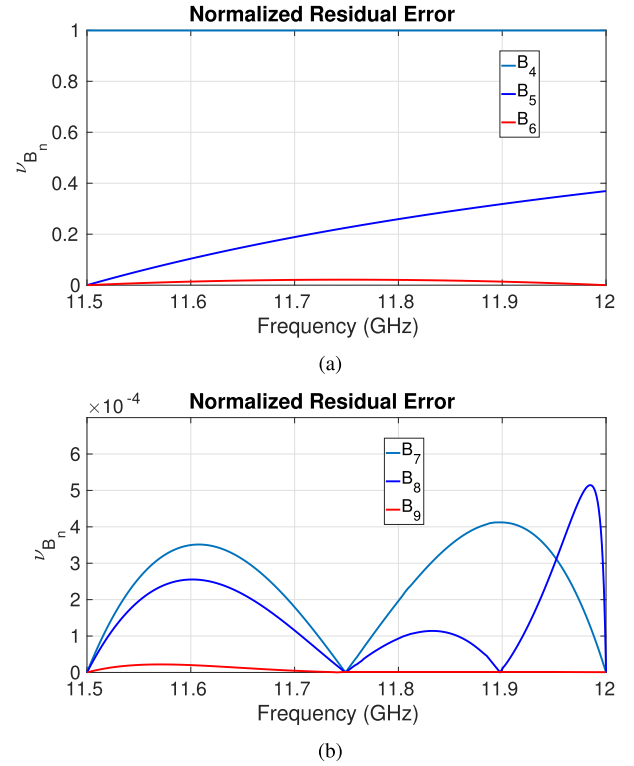 Normalized Residual Error
1
0.8
0.6
0.4
0.2
0
ν_{B_n}
B_4
B_5
B_6
11.5 11.6 11.7 11.8 11.9 12
Frequency (GHz)
(a)
Normalized Residual Error
×10^{-4}
6
5
4
3
2
1
0
ν_{B_n}
B_7
B_8
B_9
11.5 11.6 11.7 11.8 11.9 12
Frequency (GHz)
(b)